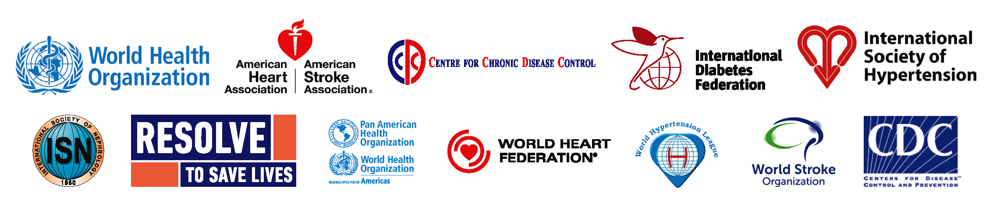 World Health
Organization
American
Heart
Association
American
Stroke
Association®
CCDC
CENTRE FOR CHRONIC DISEASE CONTROL
International
Diabetes
Federation
International
Society of
Hypertension
INTERNATIONAL SOCIETY OF NEPHROLOGY
ISN
1960
RESOLVE
TO SAVE LIVES
PRO SALUTE
NOVI MUNDI
Pan American
Health
Organization
World Health
Organization
REGIONAL OFFICE FOR THE Americas
WORLD HEART
FEDERATION®
World Hypertension League
H
World Stroke
Organization
CDC
CENTERS FOR DISEASE™
CONTROL AND PREVENTION